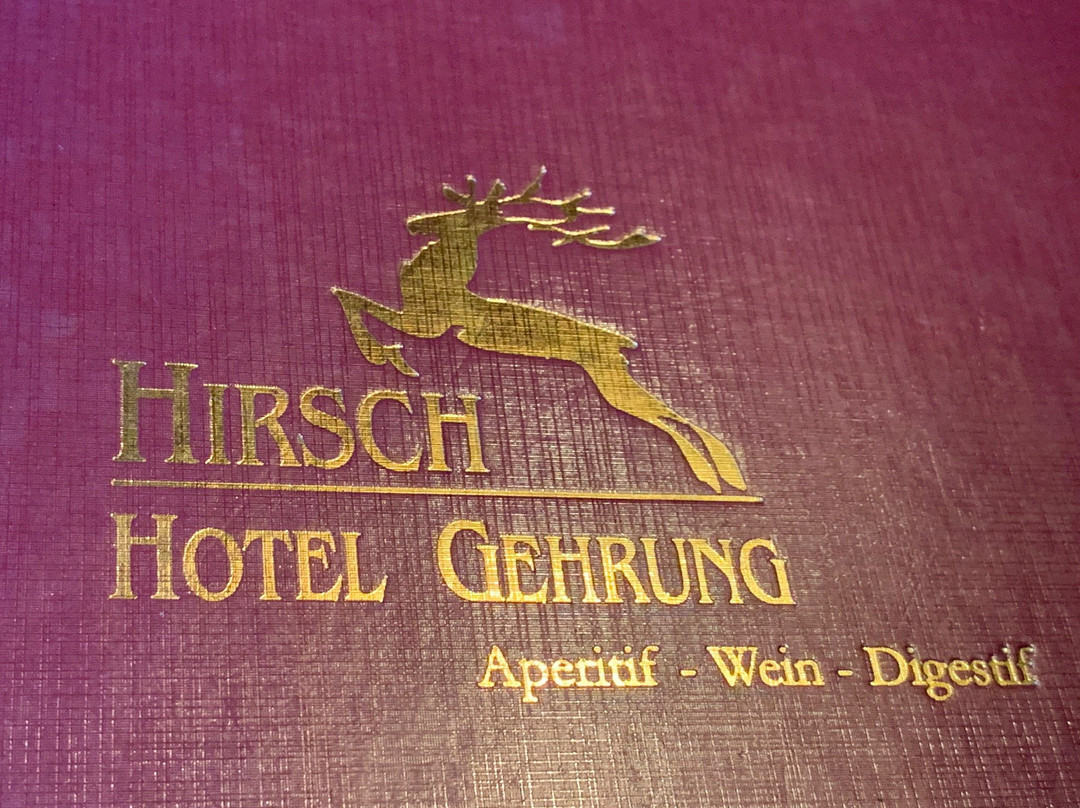 HIRSCH
HOTEL GEHRUNG
Aperitif - Wein - Digestif